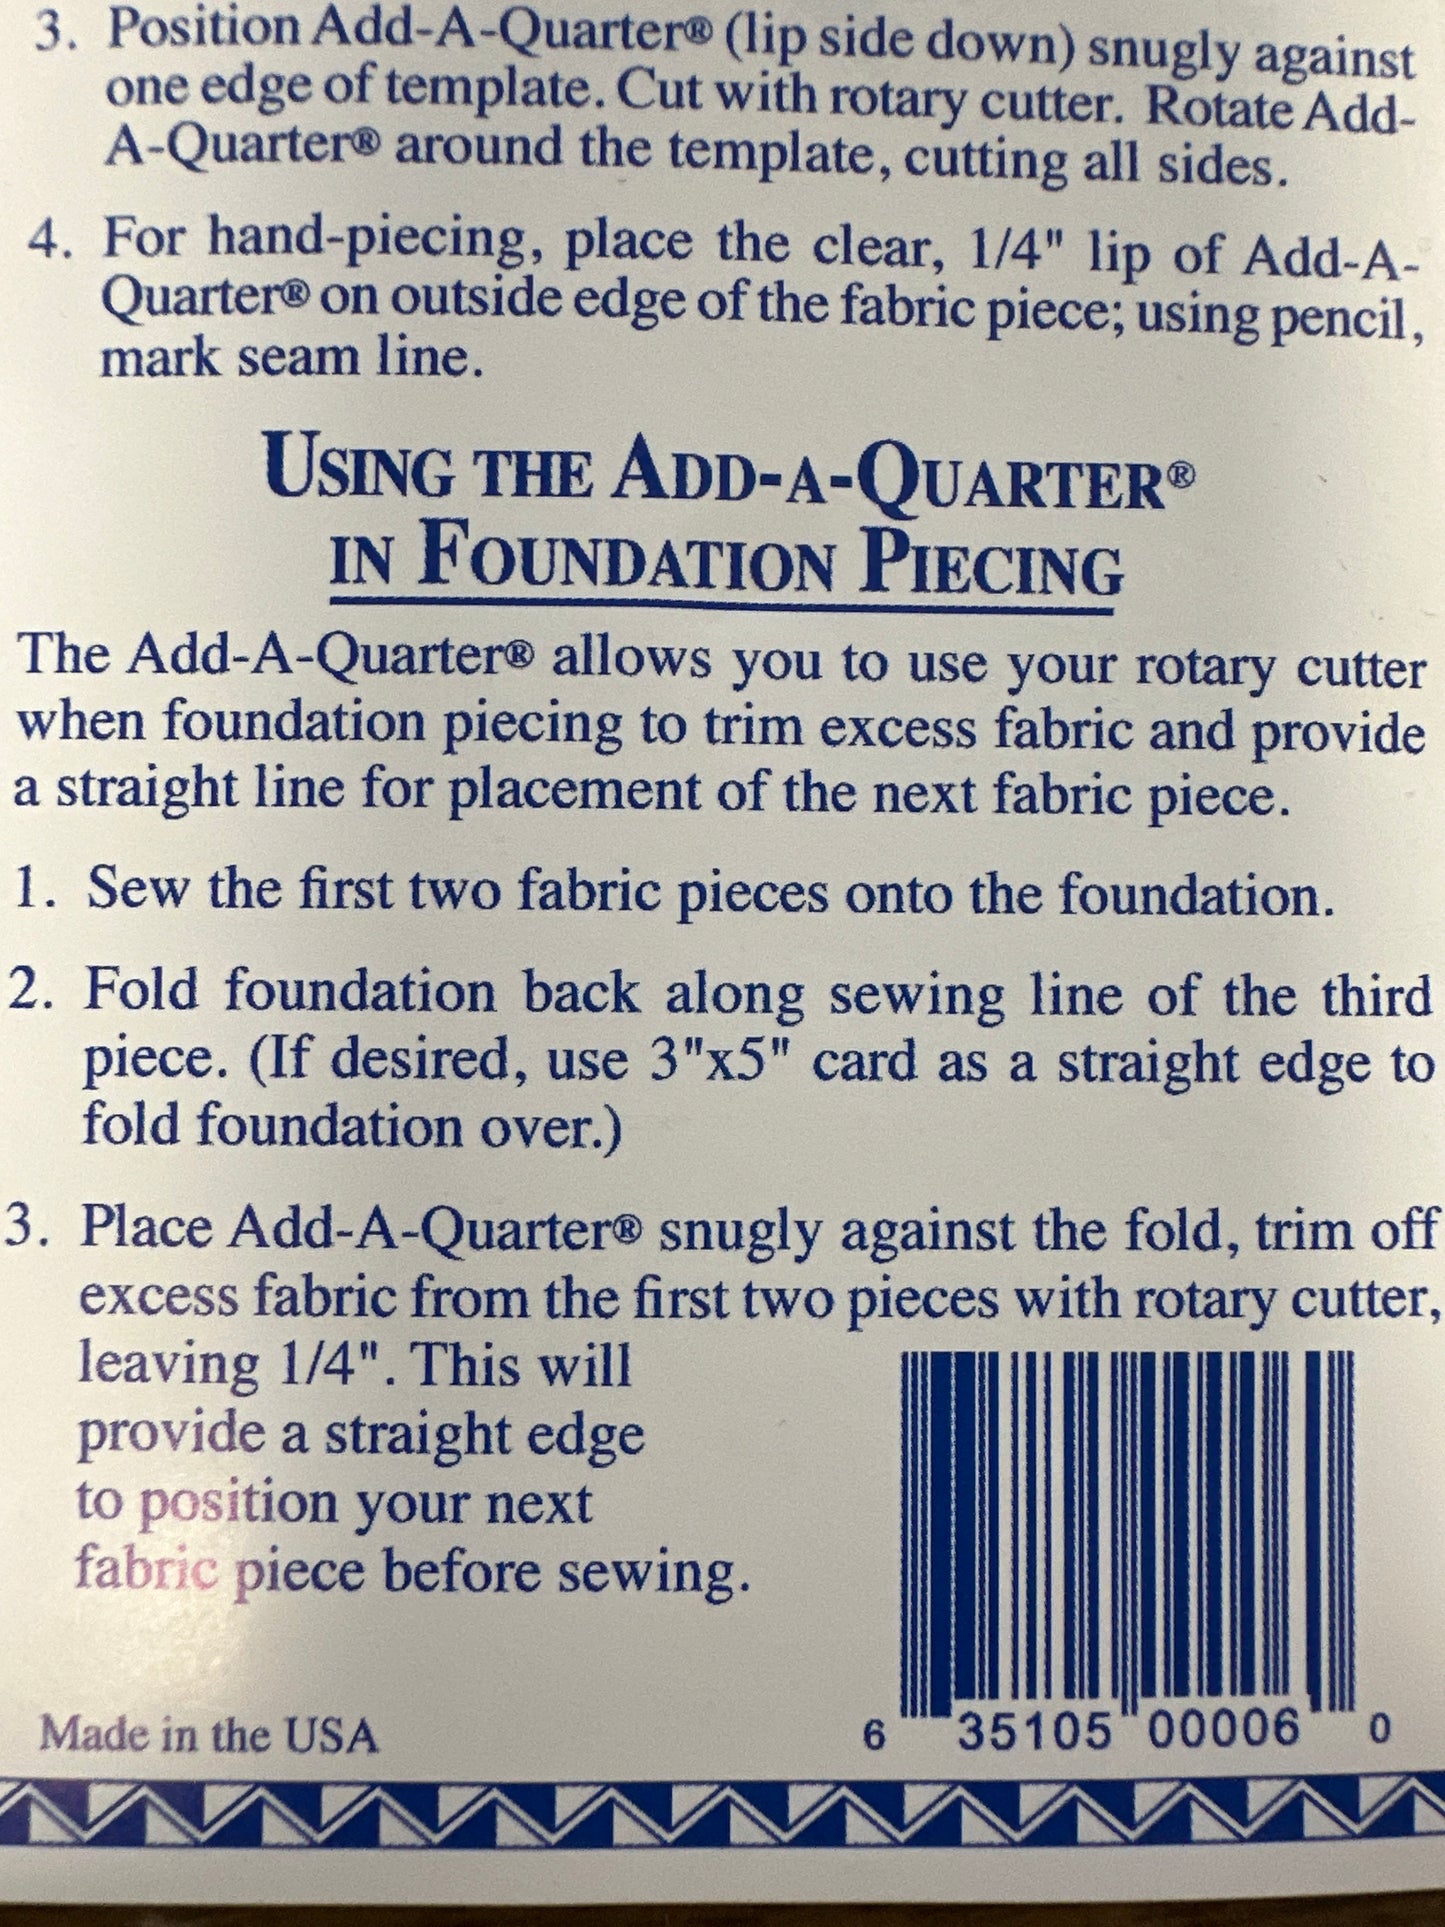 3. Position Add-A-Quarter® (lip side down) snugly against
one edge of template. Cut with rotary cutter. Rotate Add-
A-Quarter® around the template, cutting all sides.
4. For hand-piecing, place the clear, 1/4" lip of Add-A-
Quarter® on outside edge of the fabric piece; using pencil,
mark seam line.
USING THE ADD-A-QUARTER®
IN FOUNDATION PIECING
The Add-A-Quarter® allows you to use your rotary cutter
when foundation piecing to trim excess fabric and provide
a straight line for placement of the next fabric piece.
1. Sew the first two fabric pieces onto the foundation.
2. Fold foundation back along sewing line of the third
piece. (If desired, use 3"x5" card as a straight edge to
fold foundation over.)
3. Place Add-A-Quarter® snugly against the fold, trim off
excess fabric from the first two pieces with rotary cutter,
leaving 1/4". This will
provide a straight edge
to position your next
fabric piece before sewing.
Made in the USA
6 35105 00006 0